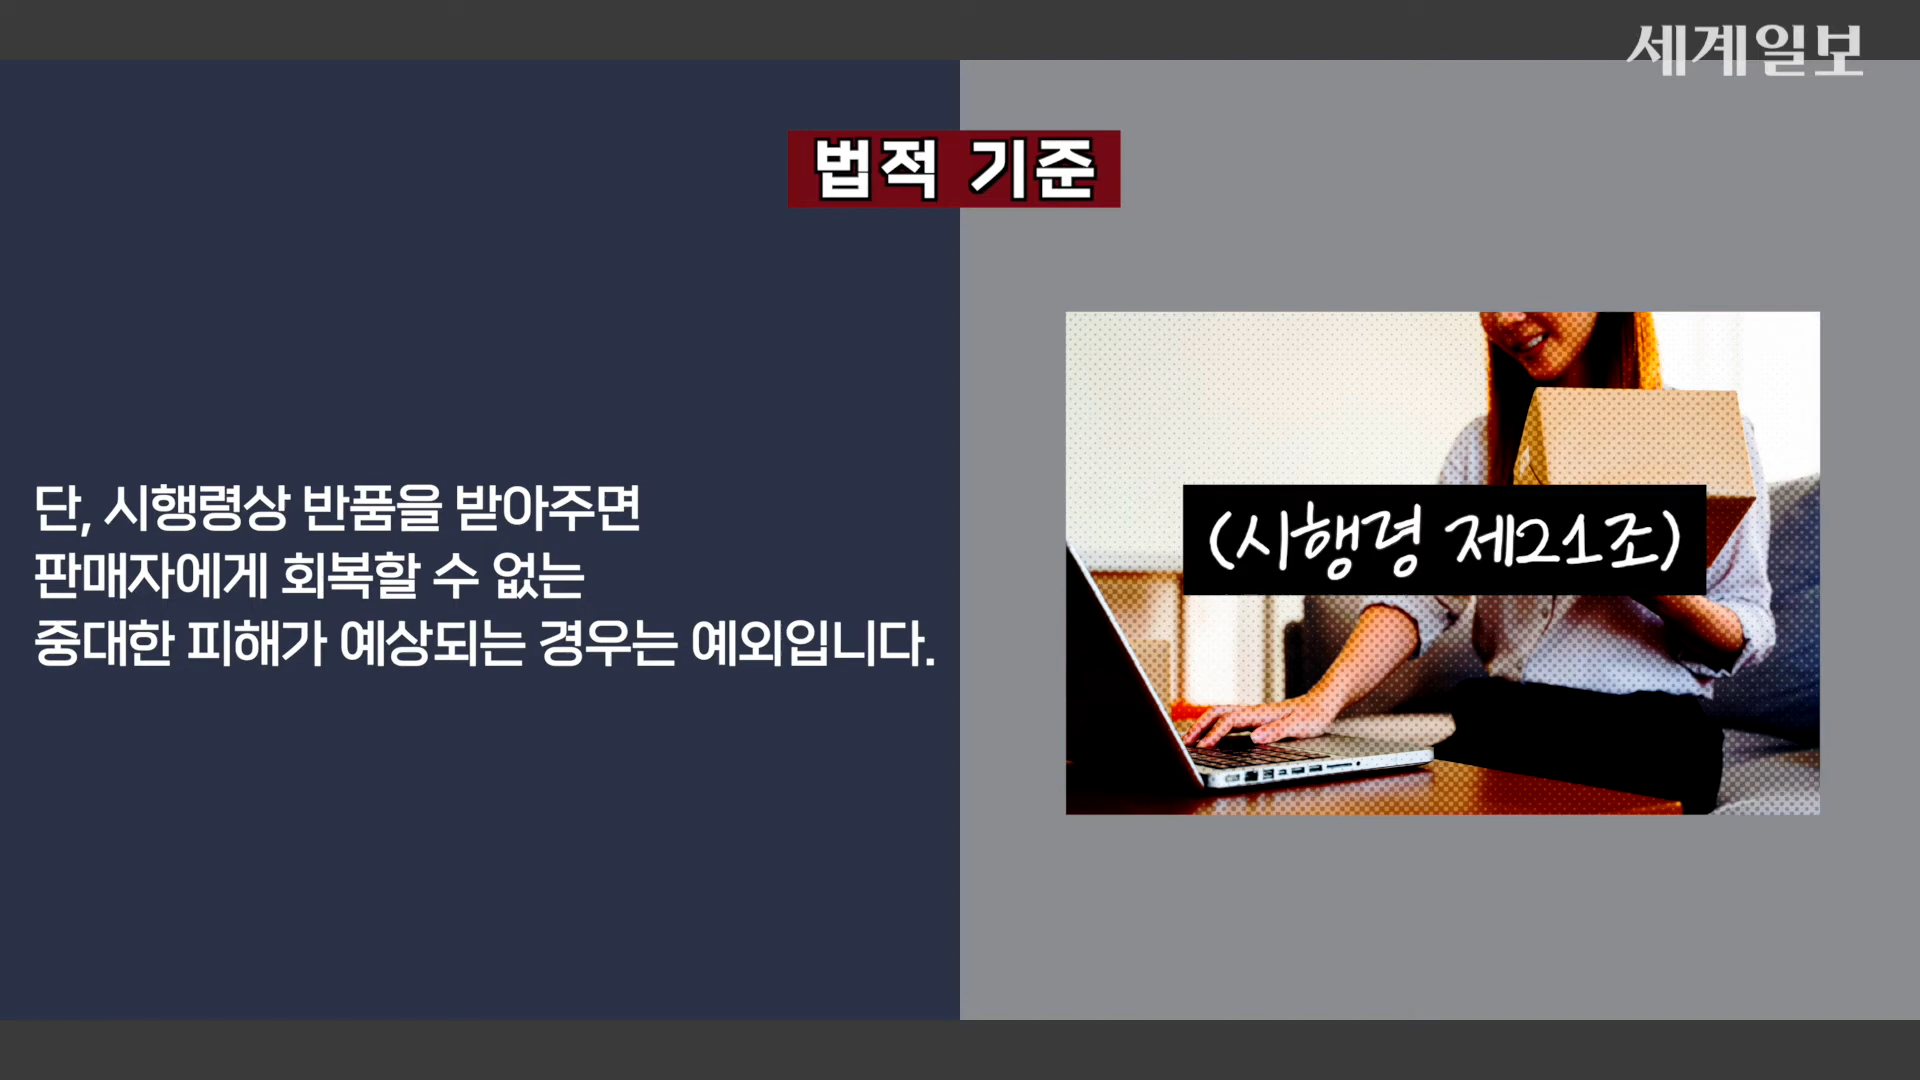 세계일보
법적 기준
단, 시행령상 반품을 받아주면
판매자에게 회복할 수 없는
중대한 피해가 예상되는 경우는 예외입니다.
(시행령 제21조)